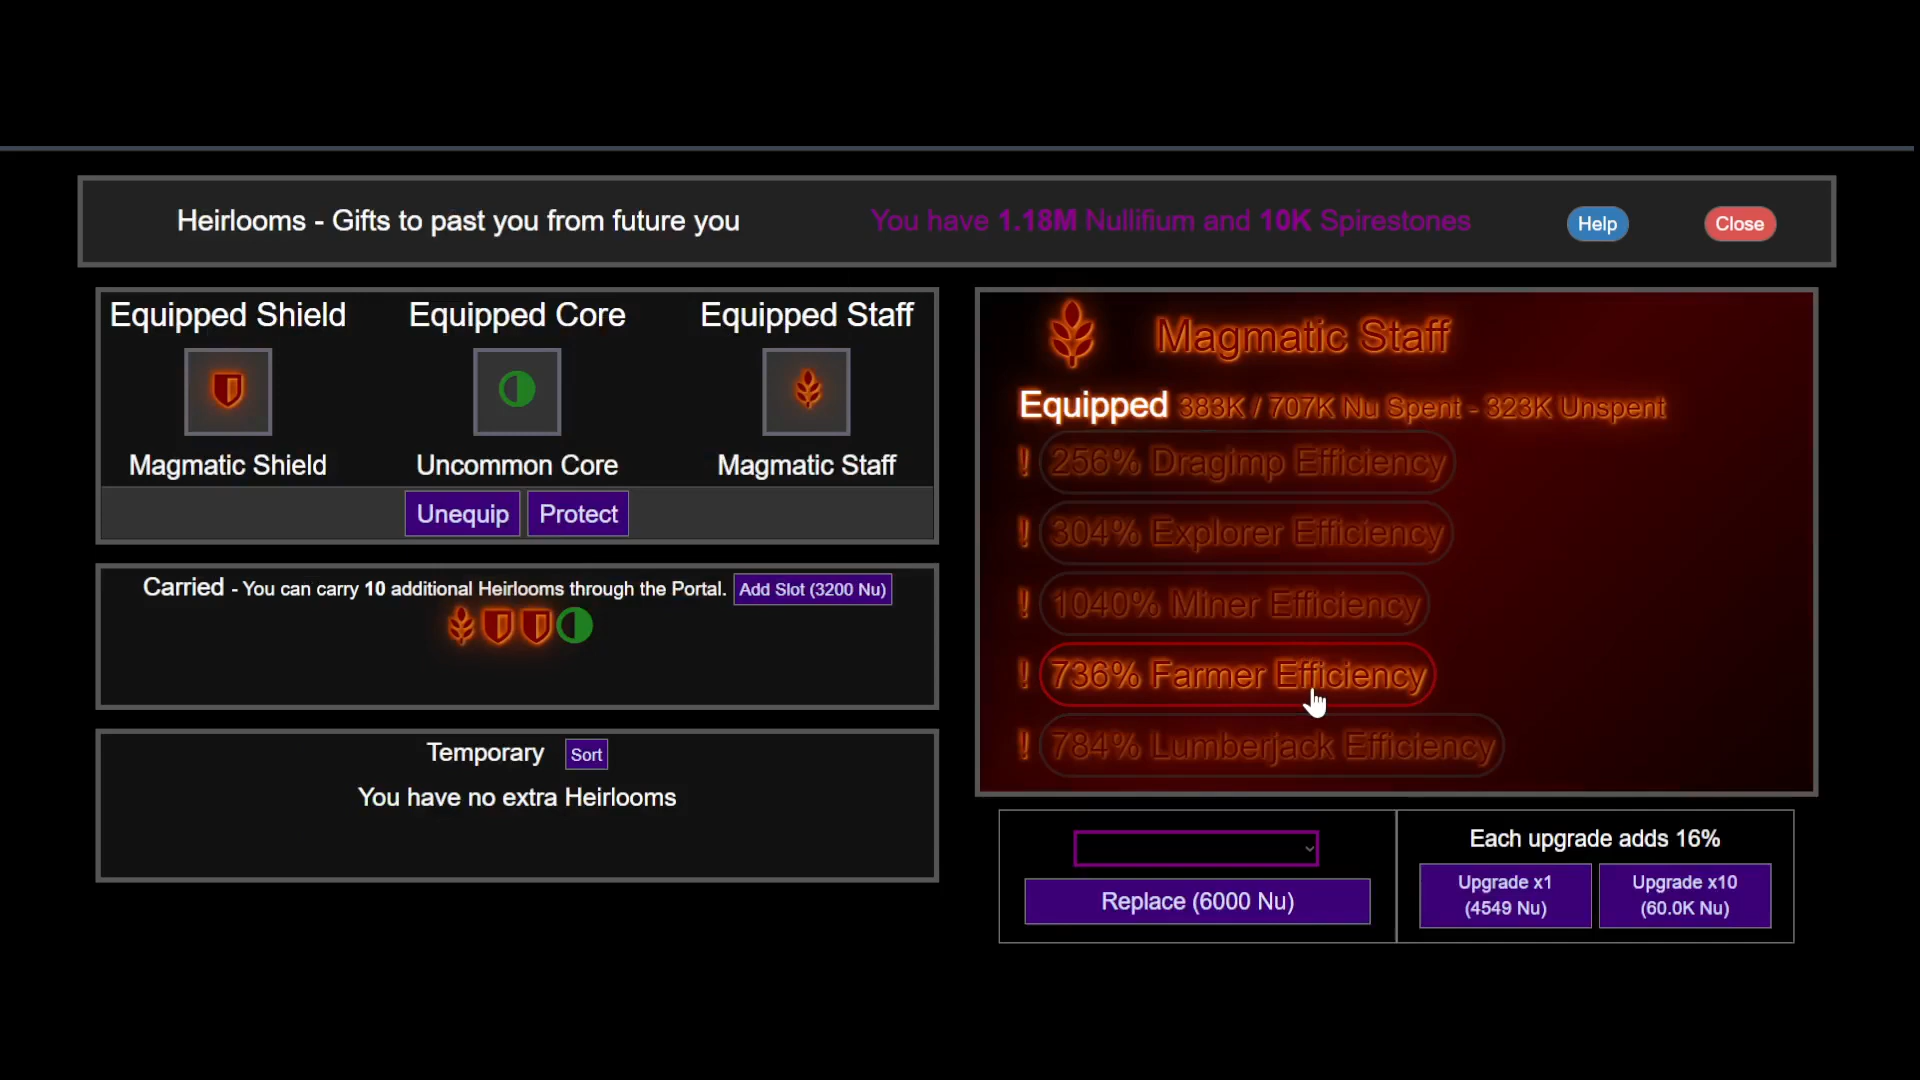 Heirlooms - Gifts to past you from future you
You have 1.18M Nullifium and 10K Spirestones
Help
Close
Equipped Shield
Equipped Core
Equipped Staff
Magmatic Shield
Uncommon Core
Magmatic Staff
Unequip
Protect
Carried - You can carry 10 additional Heirlooms through the Portal.
Add Slot (3200 Nu)
Temporary
Sort
You have no extra Heirlooms
Magmatic Staff
Equipped 383K / 707K Nu Spent - 323K Unspent
! 256% Dragimp Efficiency
! 304% Explorer Efficiency
! 1040% Miner Efficiency
! 736% Farmer Efficiency
! 784% Lumberjack Efficiency
Replace (6000 Nu)
Each upgrade adds 16%
Upgrade x1
(4549 Nu)
Upgrade x10
(60.0K Nu)